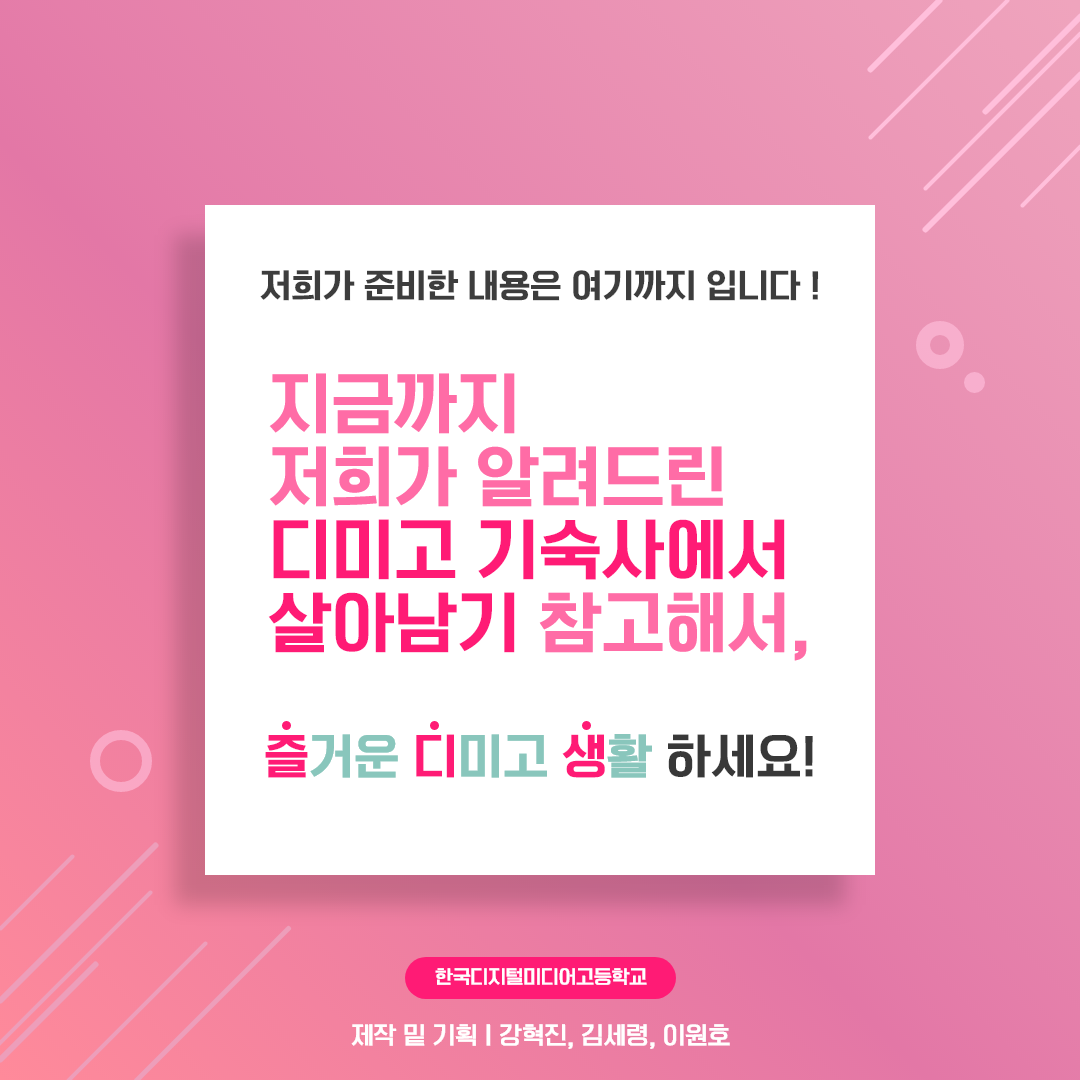 저희가 준비한 내용은 여기까지 입니다 !
지금까지
저희가 알려드린
디미고 기숙사에서
살아남기 참고해서,
즐거운 디미고 생활 하세요!
한국디지털미디어고등학교
제작 밑 기획 | 강혁진, 김세령, 이원호